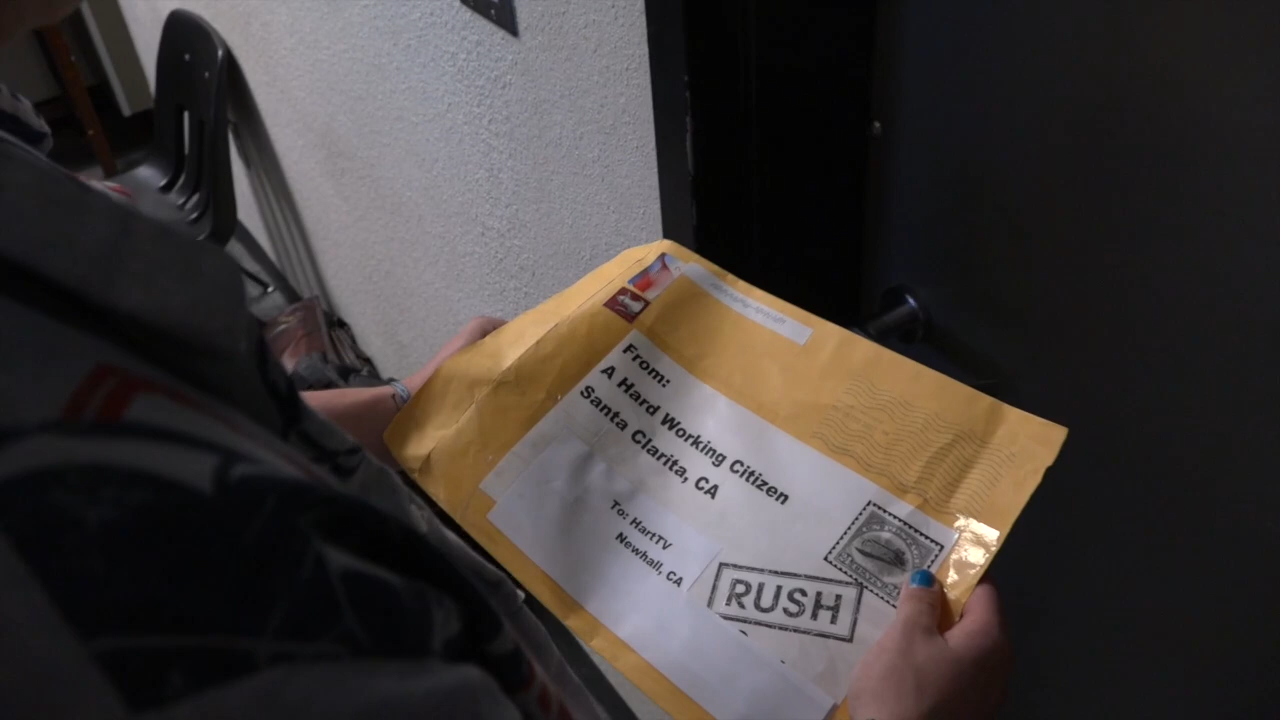 From:
A Hard Working Citizen
Santa Clarita, CA
To: HartTV
Newhall, CA
RUSH